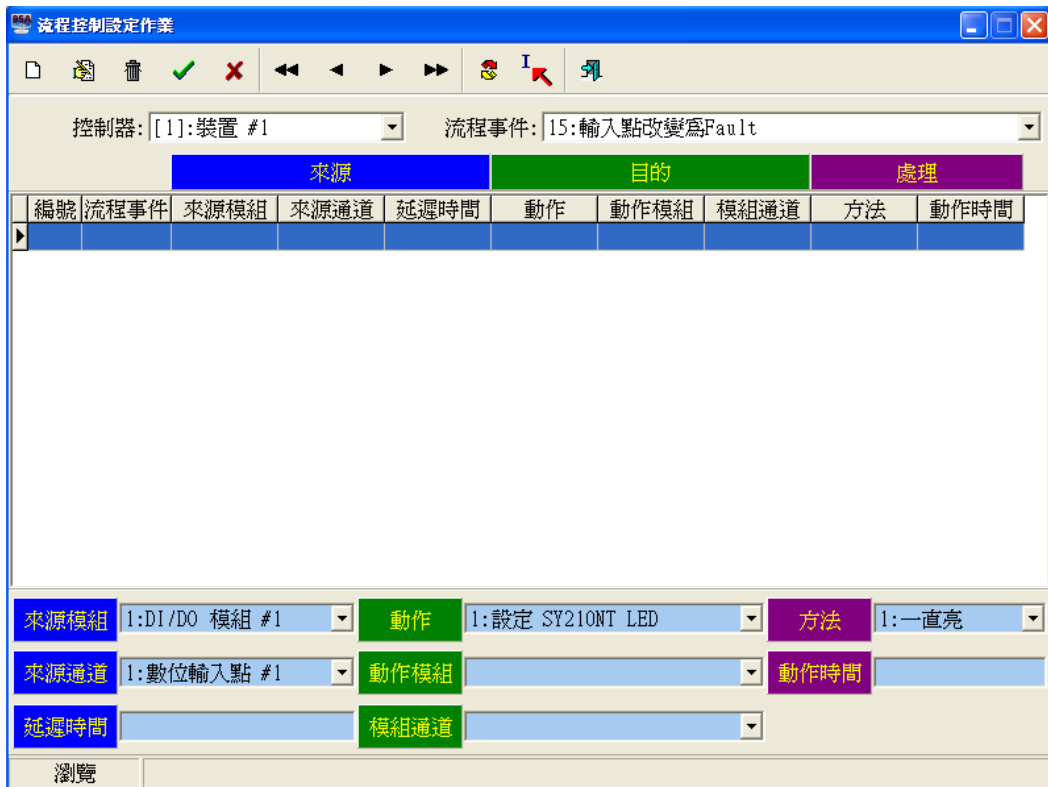 流程控制設定作業
I
控制器: [1]:裝置 #1 流程事件: 15:輸入點改變為Fault
來源 目的 處理
編號 流程事件 來源模組 來源通道 延遲時間 動作 動作模組 模組通道 方法 動作時間
來源模組 1:DI/DO 模組 #1 動作 1:設定 SY210NT LED 方法 1:一直亮
來源通道 1:數位輸入點 #1 動作模組 動作時間
延遲時間 模組通道
瀏覽